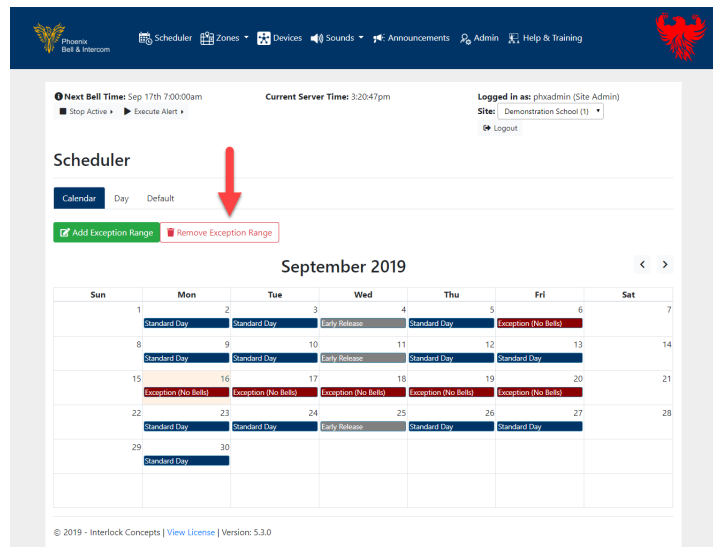 Phoenix
Bell & Intercom
Scheduler Zones Devices Sounds Announcements Admin Help & Training
Next Bell Time: Sep 17th 7:00:00am Current Server Time: 3:20:47pm Logged in as: phxadmin (Site Admin)
Stop Active Execute Alert Site: Demonstration School (1)
Logout
Scheduler
Calendar Day Default
Add Exception Range Remove Exception Range
September 2019
Sun Mon Tue Wed Thu Fri Sat
1 2 3 4 5 6 7
Standard Day Standard Day Early Release Standard Day Exception (No Bells)
8 9 10 11 12 13 14
Standard Day Standard Day Early Release Standard Day Standard Day
15 16 17 18 19 20 21
Exception (No Bells) Exception (No Bells) Exception (No Bells) Exception (No Bells) Exception (No Bells)
22 23 24 25 26 27 28
Standard Day Standard Day Early Release Standard Day Standard Day
29 30
Standard Day
© 2019 - Interlock Concepts | View License | Version: 5.3.0